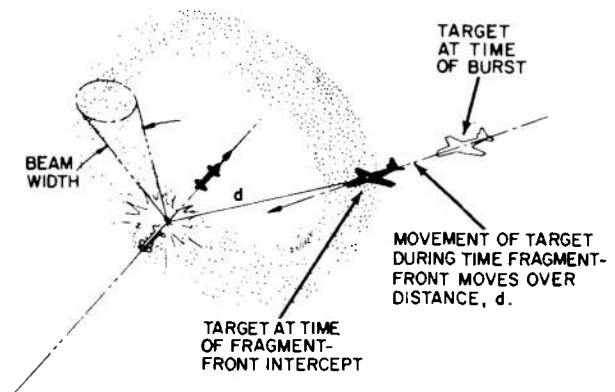 TARGET
AT TIME
OF BURST
BEAM
WIDTH
d
MOVEMENT OF TARGET
DURING TIME FRAGMENT-
FRONT MOVES OVER
DISTANCE, d.
TARGET AT TIME
OF FRAGMENT-
FRONT INTERCEPT